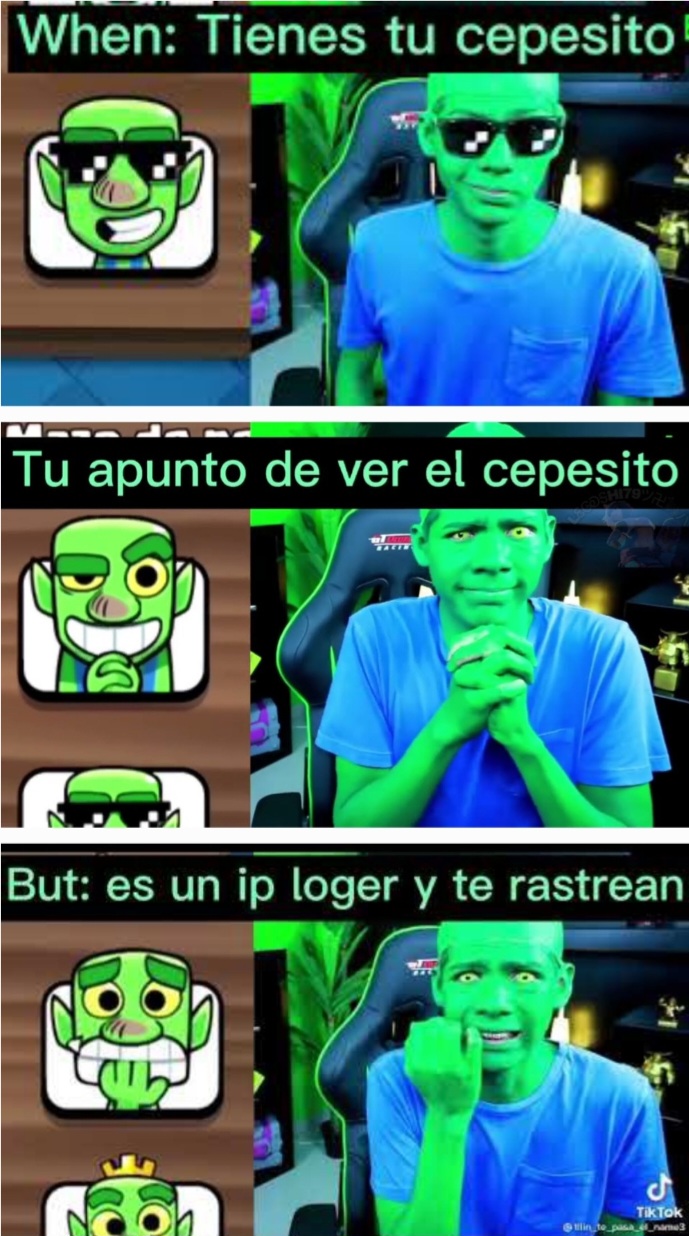 When: Tienes tu cepesito
Tu apunto de ver el cepesito
But: es un ip loger y te rastrean
TikTok